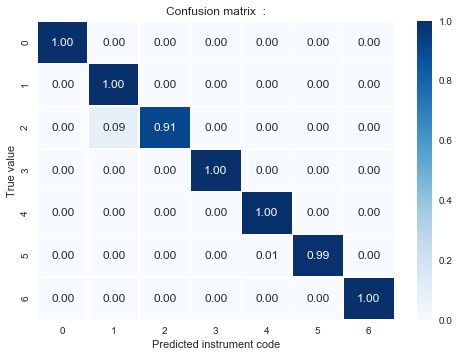 Confusion matrix :
0 1.00 0.00 0.00 0.00 0.00 0.00 0.00
1 0.00 1.00 0.00 0.00 0.00 0.00 0.00
2 0.00 0.09 0.91 0.00 0.00 0.00 0.00
3 0.00 0.00 0.00 1.00 0.00 0.00 0.00
4 0.00 0.00 0.00 0.00 1.00 0.00 0.00
5 0.00 0.00 0.00 0.00 0.01 0.99 0.00
6 0.00 0.00 0.00 0.00 0.00 0.00 1.00
0 1 2 3 4 5 6
Predicted instrument code
True value
1.0
0.8
0.6
0.4
0.2
0.0